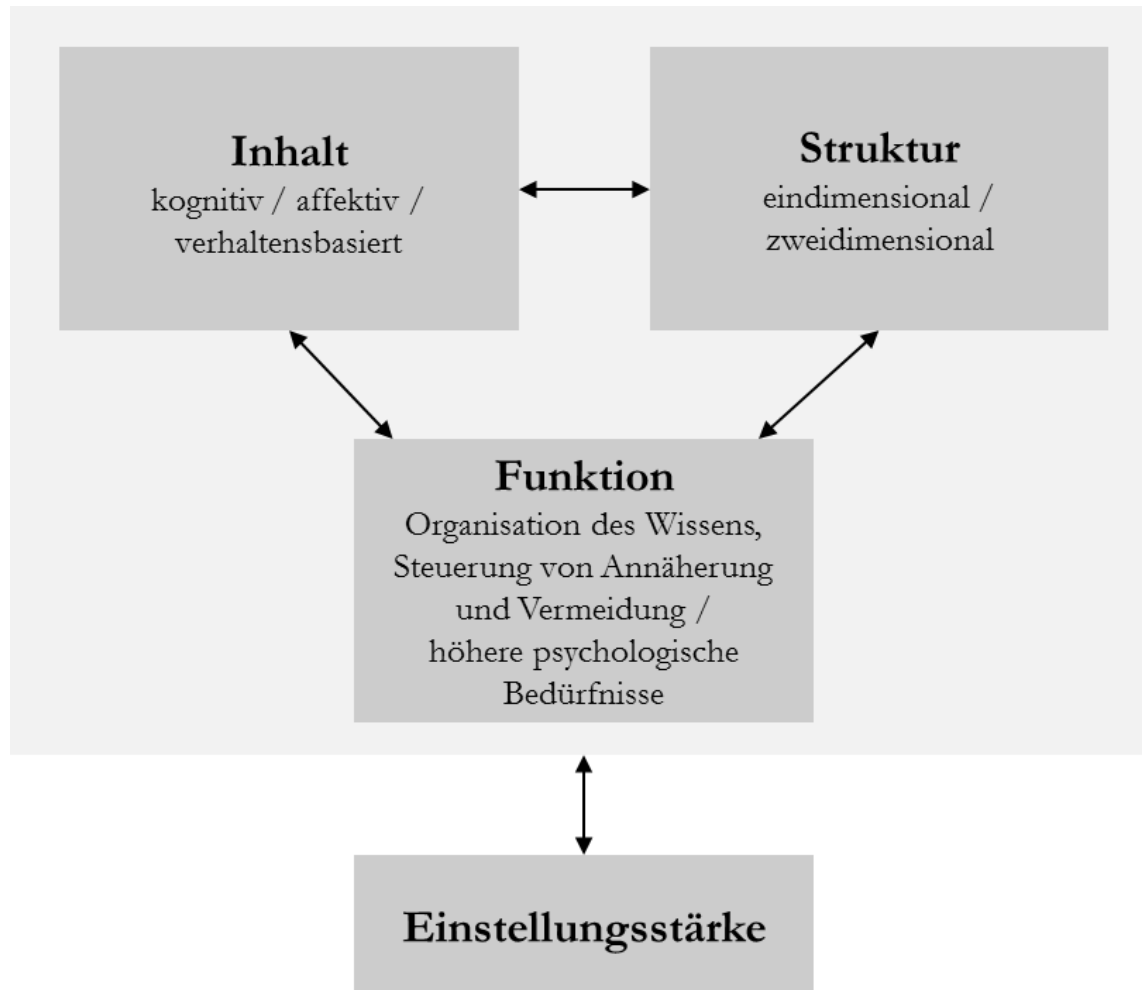 Inhalt
kognitiv / affektiv /
verhaltensbasiert
Struktur
eindimensional /
zweidimensional
Funktion
Organisation des Wissens,
Steuerung von Annäherung
und Vermeidung /
höhere psychologische
Bedürfnisse
Einstellungsstärke